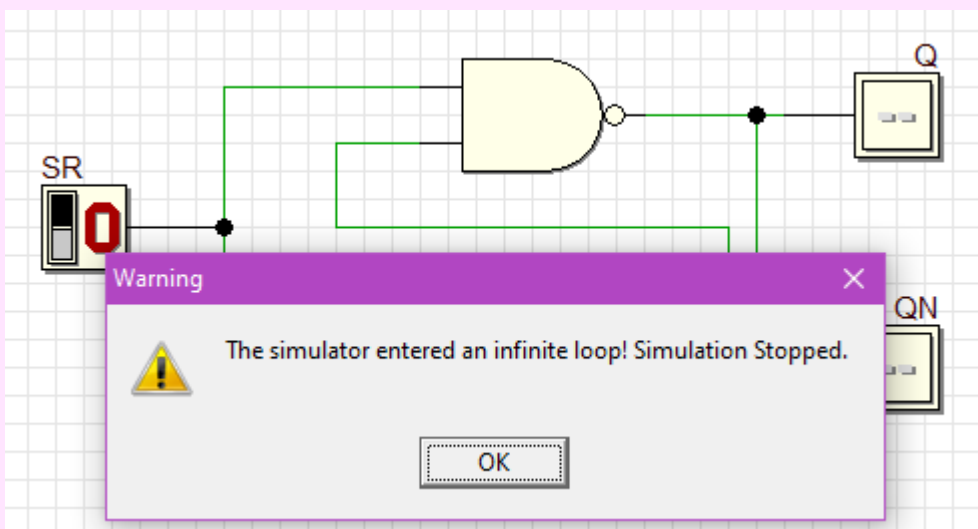 Q
--
SR
0
Warning
QN
--
The simulator entered an infinite loop! Simulation Stopped.
OK